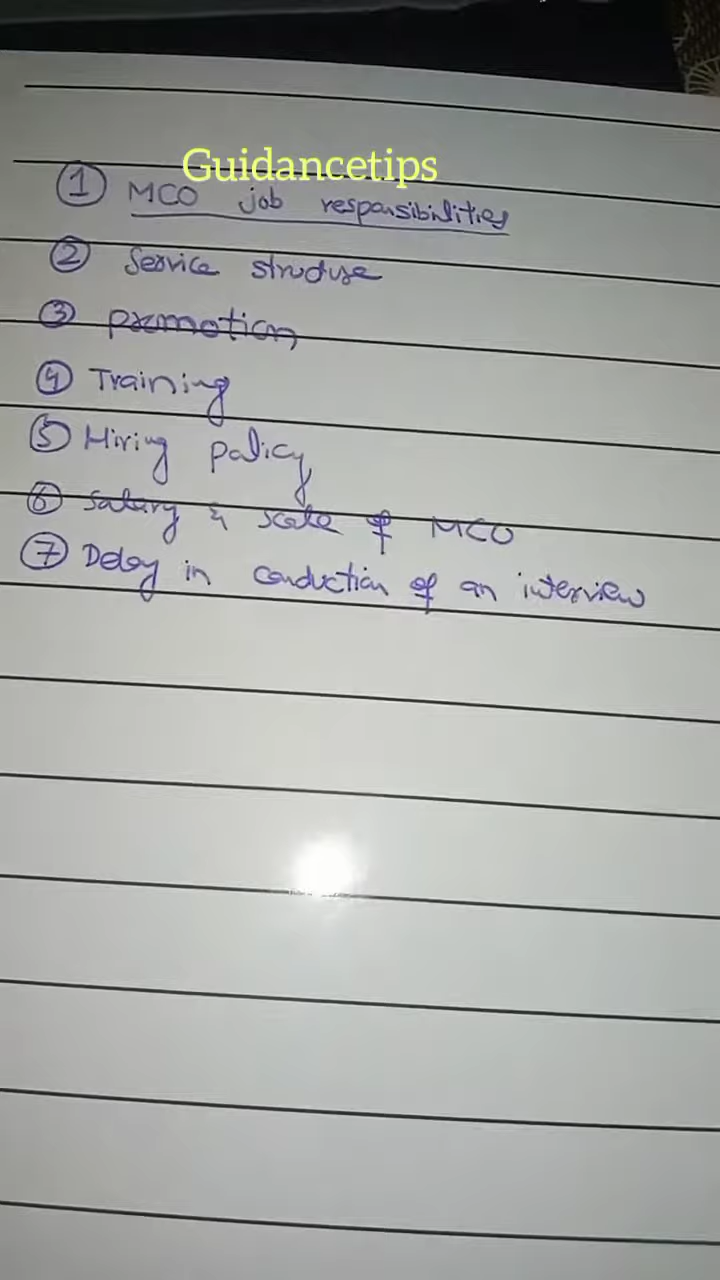 Guidancetips
① MCO job responsibilities
② Service structure
③ promotion
④ Training
⑤ Hiring policy
⑥ Salary & scale of MCO
⑦ Delay in conduction of an interview